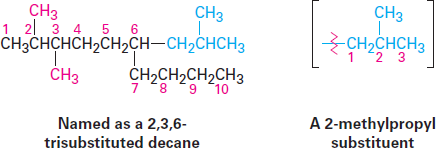 CH₃ CH₃ CH₃
1 2 3 4 5 6
CH₃CHCHCH₂CH₂CH—CH₂CHCH₃ CH₂CHCH₃
1 2 3
CH₃ CH₂CH₂CH₂CH₃
7 8 9 10
Named as a 2,3,6- A 2-methylpropyl
trisubstituted decane substituent